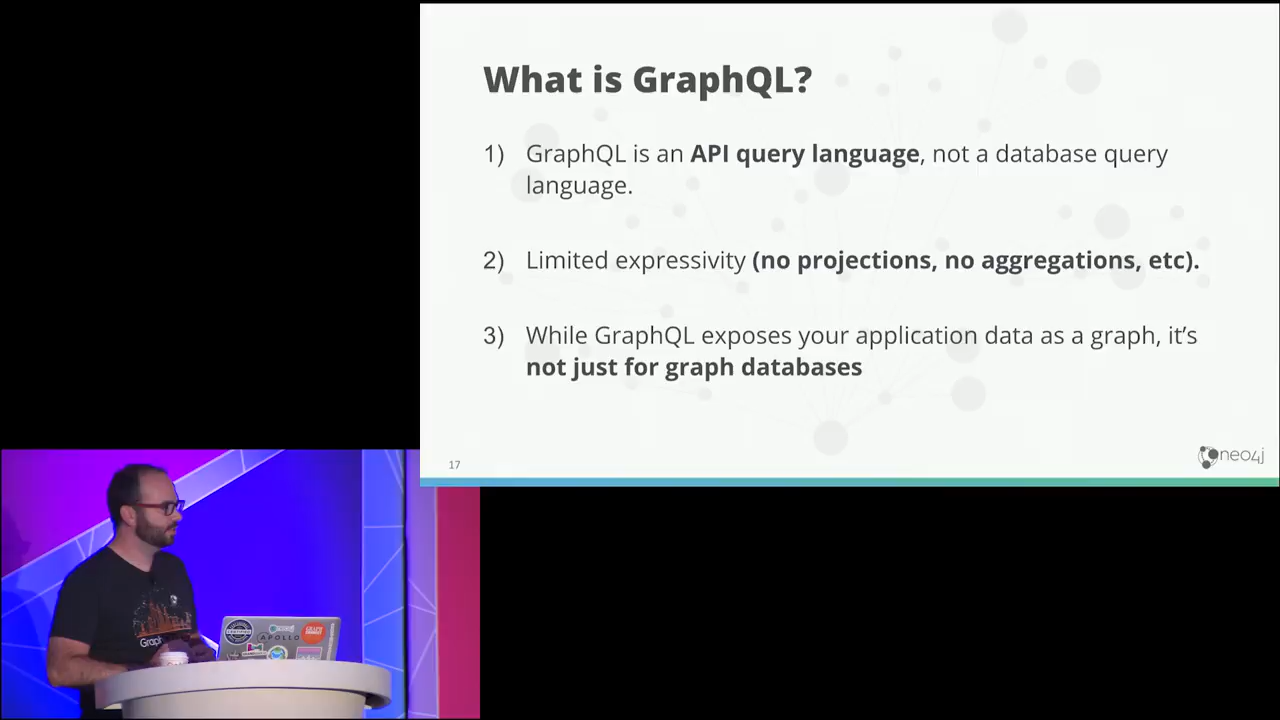 What is GraphQL?
1) GraphQL is an API query language, not a database query
language.
2) Limited expressivity (no projections, no aggregations, etc).
3) While GraphQL exposes your application data as a graph, it’s
not just for graph databases
17
neo4j
neo4j
APOLLO
Graph